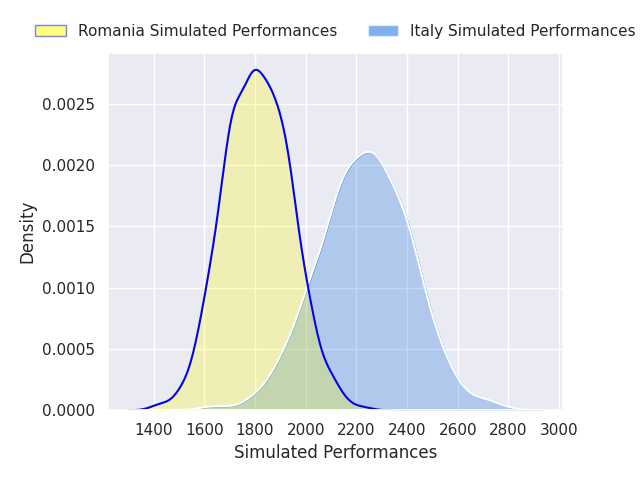 Romania Simulated Performances
Italy Simulated Performances
0.0025
0.0020
0.0015
0.0010
0.0005
0.0000
Density
1400 1600 1800 2000 2200 2400 2600 2800 3000
Simulated Performances